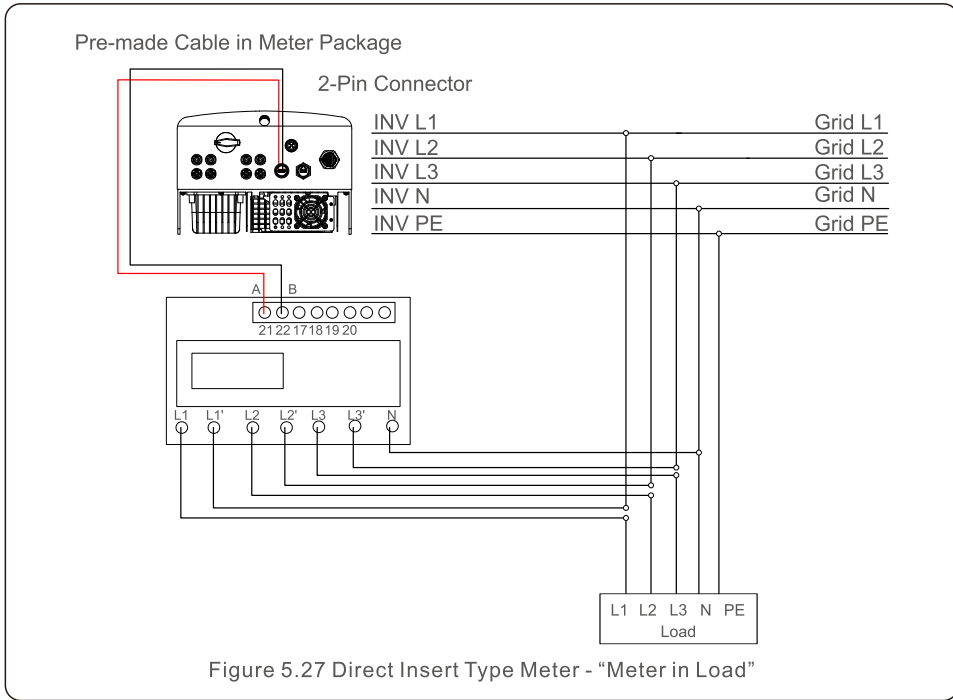 Pre-made Cable in Meter Package
2-Pin Connector
INV L1 Grid L1
INV L2 Grid L2
INV L3 Grid L3
INV N Grid N
INV PE Grid PE
A B
21 22 17 18 19 20
L1 L1' L2 L2' L3 L3' N
L1 L2 L3 N PE
Load
Figure 5.27 Direct Insert Type Meter - “Meter in Load”